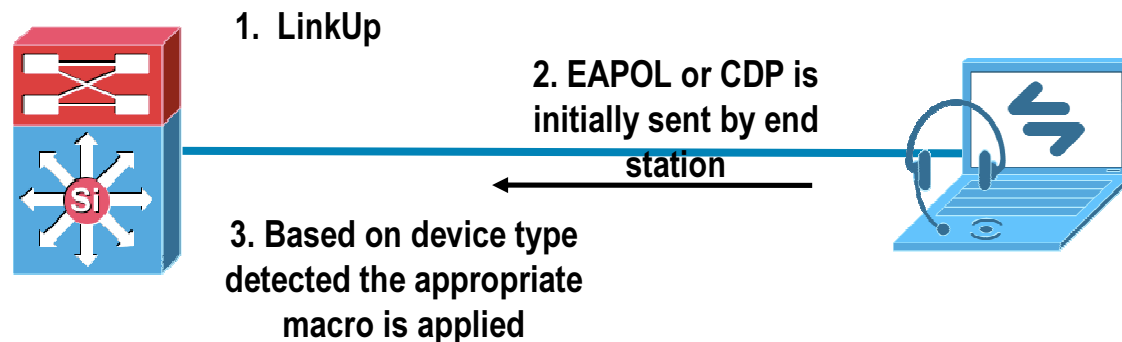 1. LinkUp
2. EAPOL or CDP is
initially sent by end
station
Si
3. Based on device type
detected the appropriate
macro is applied